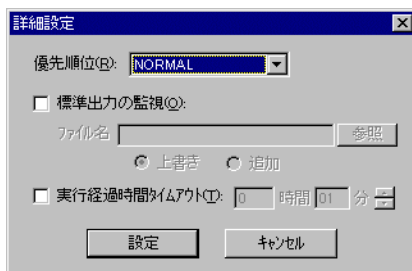 詳細設定
優先順位(R): NORMAL
標準出力の監視(O):
ファイル名 参照
上書き 追加
実行経過時間タイムアウト(T): 0 時間 01 分
設定 キャンセル